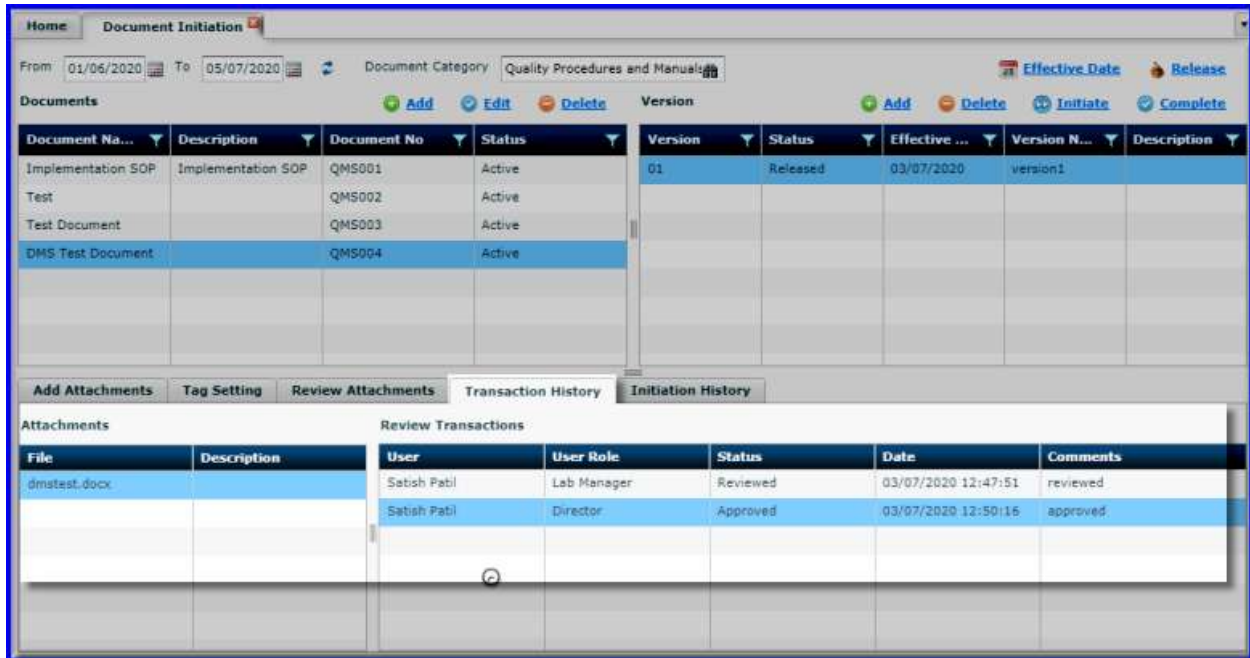 Home Document Initiation
From 01/06/2020 To 05/07/2020 Document Category Quality Procedures and Manuals Effective Date Release
Documents Add Edit Delete Version Add Delete Initiate Complete
Document Na... Description Document No Status Version Status Effective ... Version N... Description
Implementation SOP Implementation SOP QMS001 Active 01 Released 03/07/2020 version1
Test QMS002 Active
Test Document QMS003 Active
DMS Test Document QMS004 Active
Add Attachments Tag Setting Review Attachments Transaction History Initiation History
Attachments Review Transactions
File Description User User Role Status Date Comments
dmstest.docx Satish Patil Lab Manager Reviewed 03/07/2020 12:47:51 reviewed
Satish Patil Director Approved 03/07/2020 12:50:16 approved